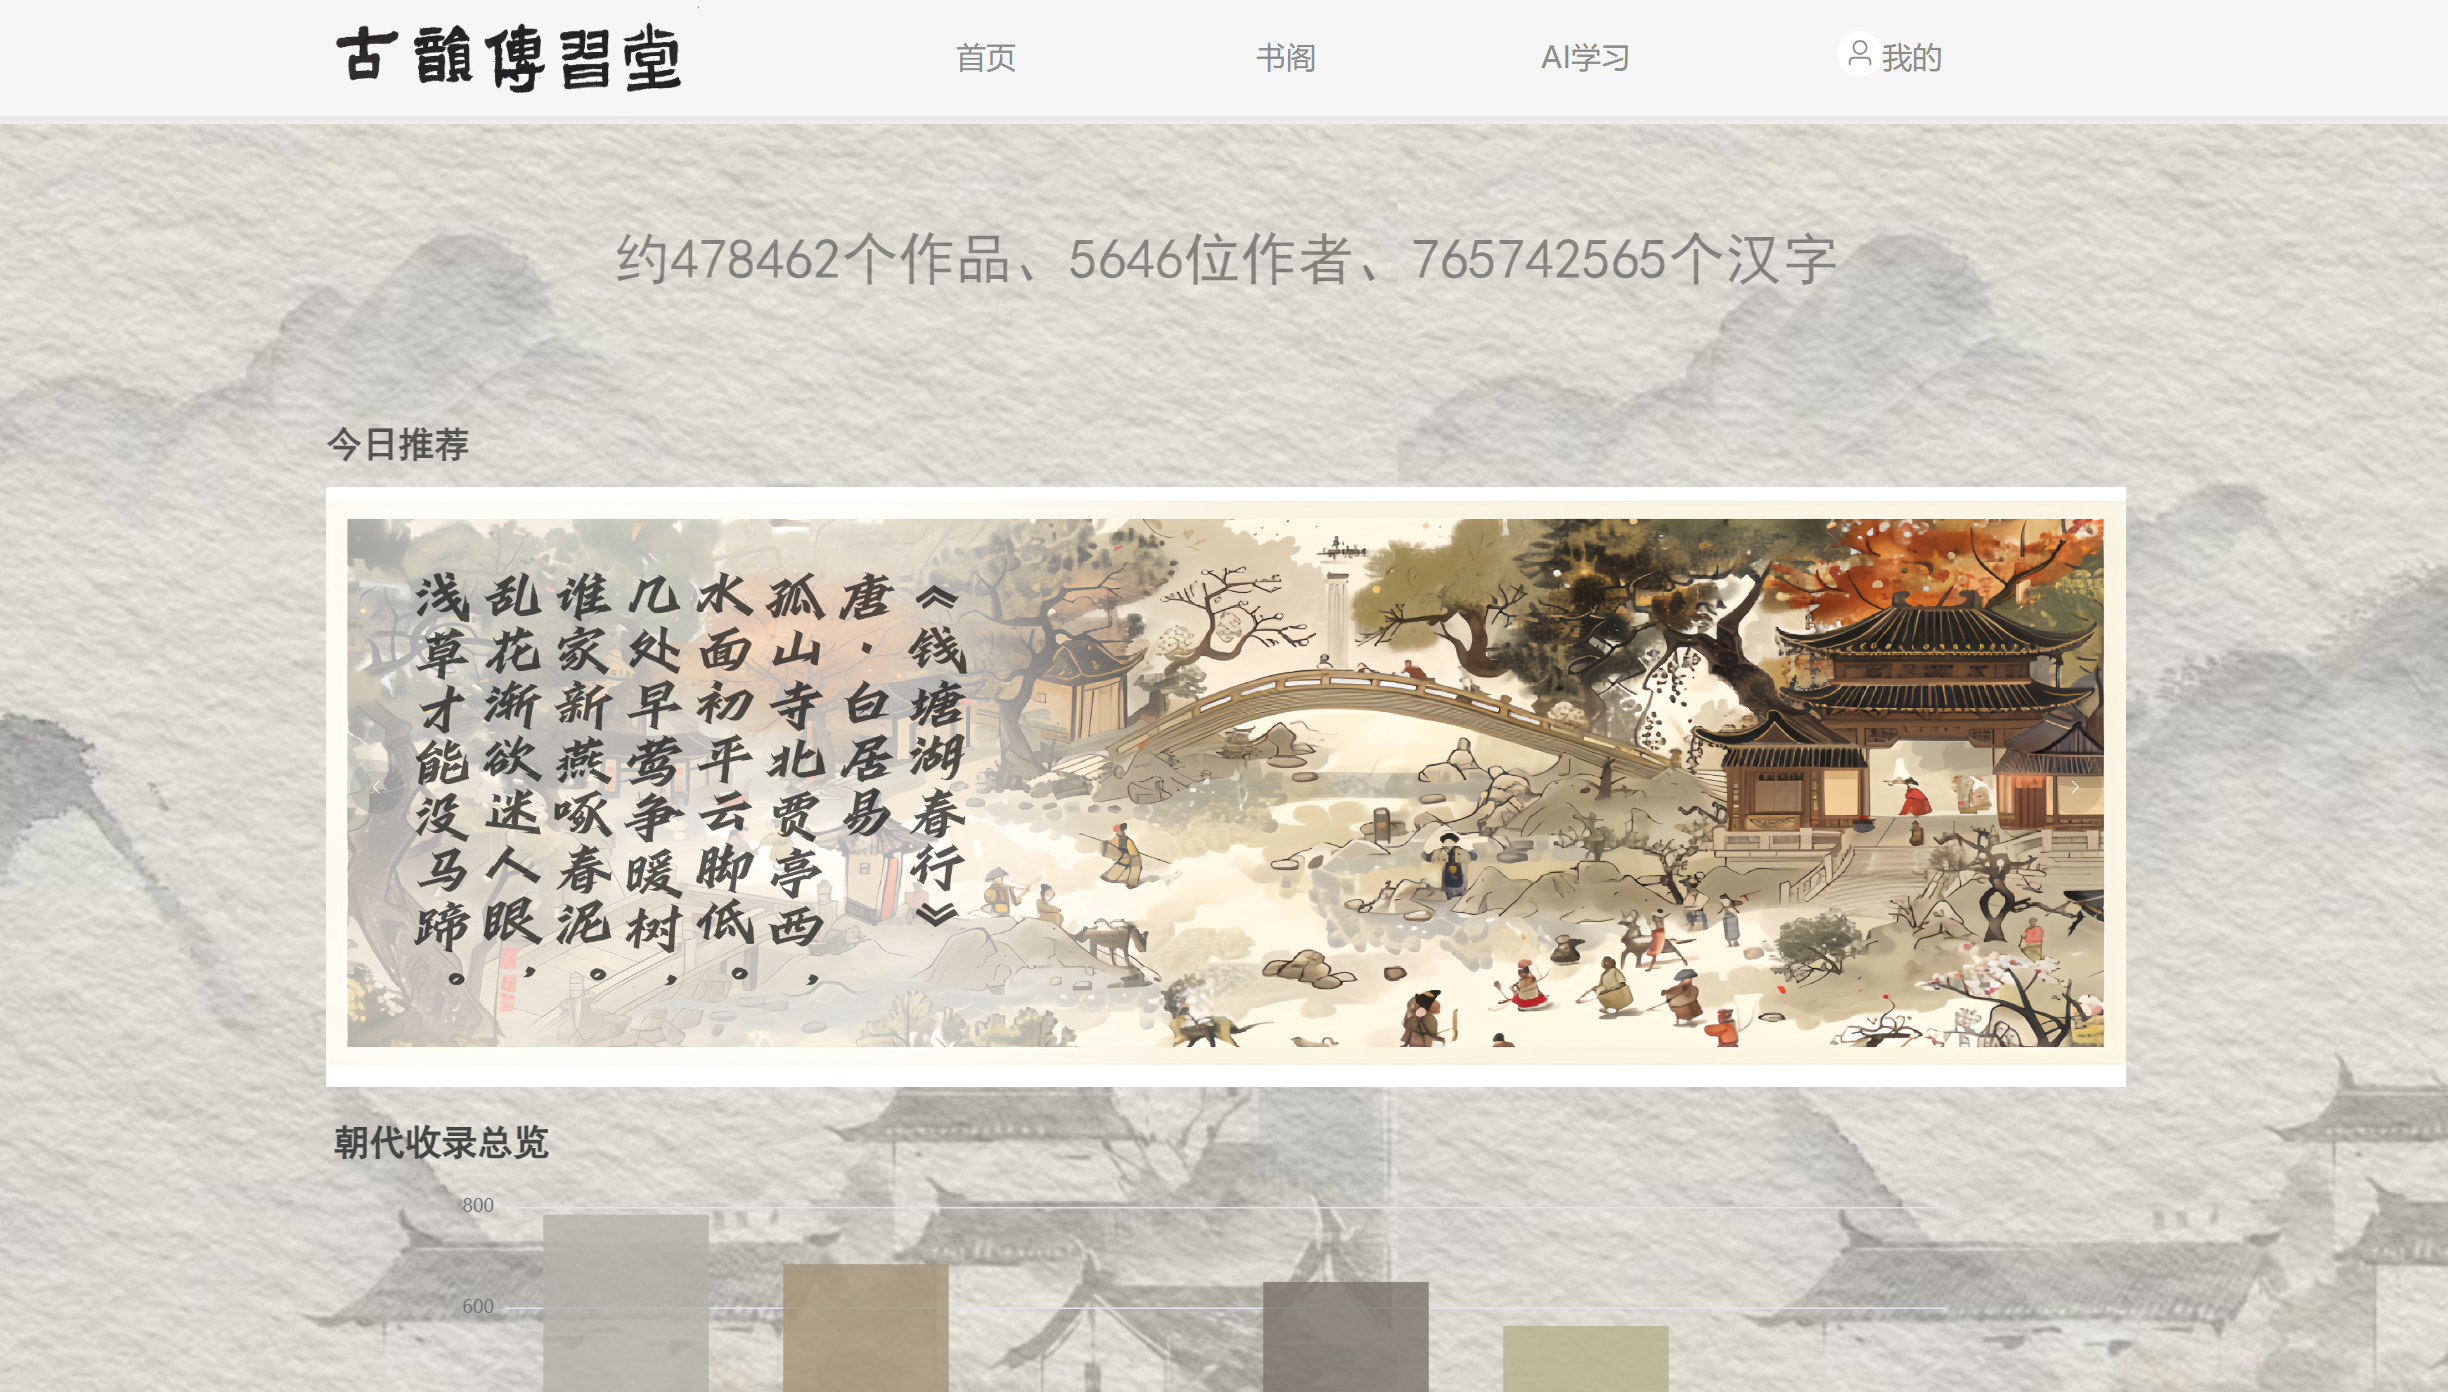 古韻傳習堂
首页
书阁
AI学习
我的
约478462个作品、5646位作者、765742565个汉字
今日推荐
《钱塘湖春行》
唐·白居易
孤山寺北贾亭西，
水面初平云脚低。
几处早莺争暖树，
谁家新燕啄春泥。
乱花渐欲迷人眼，
浅草才能没马蹄。
朝代收录总览
800
600